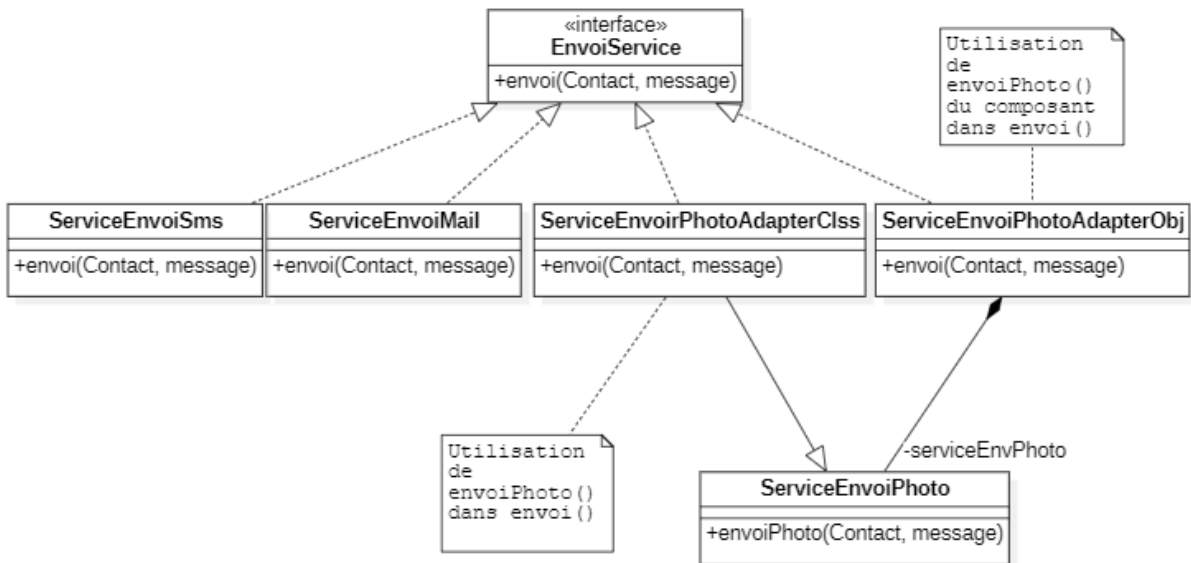 «interface»
EnvoiService
+envoi(Contact, message)
Utilisation
de
envoiPhoto()
du composant
dans envoi()
ServiceEnvoiSms
+envoi(Contact, message)
ServiceEnvoiMail
+envoi(Contact, message)
ServiceEnvoirPhotoAdapterClss
+envoi(Contact, message)
ServiceEnvoiPhotoAdapterObj
+envoi(Contact, message)
Utilisation
de
envoiPhoto()
dans envoi()
-serviceEnvPhoto
ServiceEnvoiPhoto
+envoiPhoto(Contact, message)